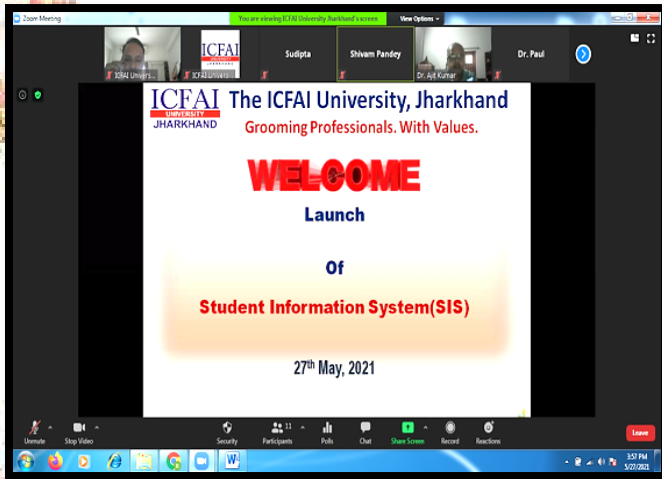 Zoom Meeting
You are viewing ICFAI University Jharkhand's screen
View Options
ICFAI Univers...
ICFAI
UNIVERSITY
ICFAI Univers...
Sudipta
Shivam Pandey
Dr. Ajit Kumar
Dr. Paul
ICFAI
UNIVERSITY
JHARKHAND
The ICFAI University, Jharkhand
Grooming Professionals. With Values.
WELCOME
Launch
Of
Student Information System(SIS)
27th May, 2021
Unmute
Stop Video
Security
11
Participants
Polls
Chat
Share Screen
Record
Reactions
Leave
3:57 PM
5/27/2021